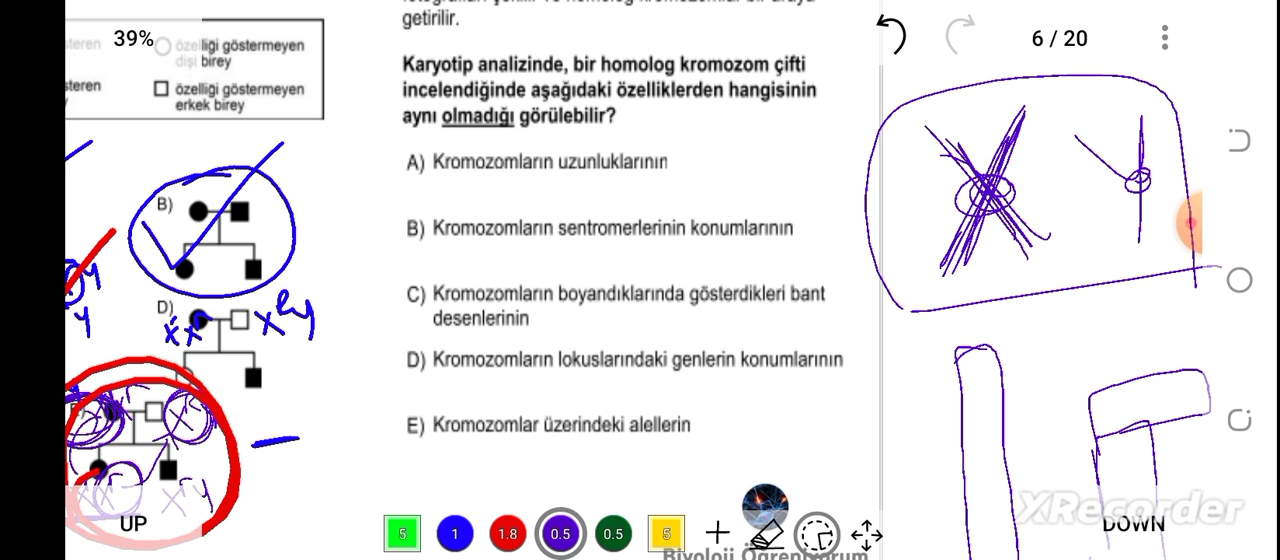 getirilir.
39%
özelliği göstermeyen
dişi birey
özelliği göstermeyen
erkek birey
6 / 20
Karyotip analizinde, bir homolog kromozom çifti
incelendiğinde aşağıdaki özelliklerden hangisinin
aynı olmadığı görülebilir?
A) Kromozomların uzunluklarının
B) Kromozomların sentromerlerinin konumlarının
C) Kromozomların boyandıklarında gösterdikleri bant
desenlerinin
D) Kromozomların lokuslarındaki genlerin konumlarının
E) Kromozomlar üzerindeki alellerin
B)
D)
UP
5
1
1.8
0.5
0.5
5
XRecorder
DOWN
Biyoloji Öğreniyorum